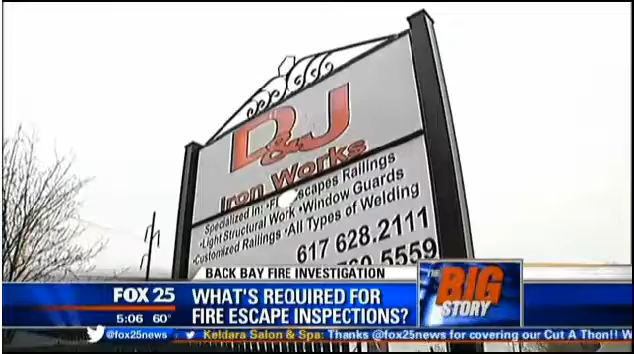 D&J
Iron Works
Specialized in: Escapes Railings
•Light Structural Work •Window Guards
•Customized Railings •All Types of Welding
617 628.2111
5559
BACK BAY FIRE INVESTIGATION
FOX 25
WHAT'S REQUIRED FOR
FIRE ESCAPE INSPECTIONS?
THE BIG
STORY
5:06 60°
@fox25news
Keldara Salon & Spa: Thanks @fox25news for covering our Cut A Thon!! W